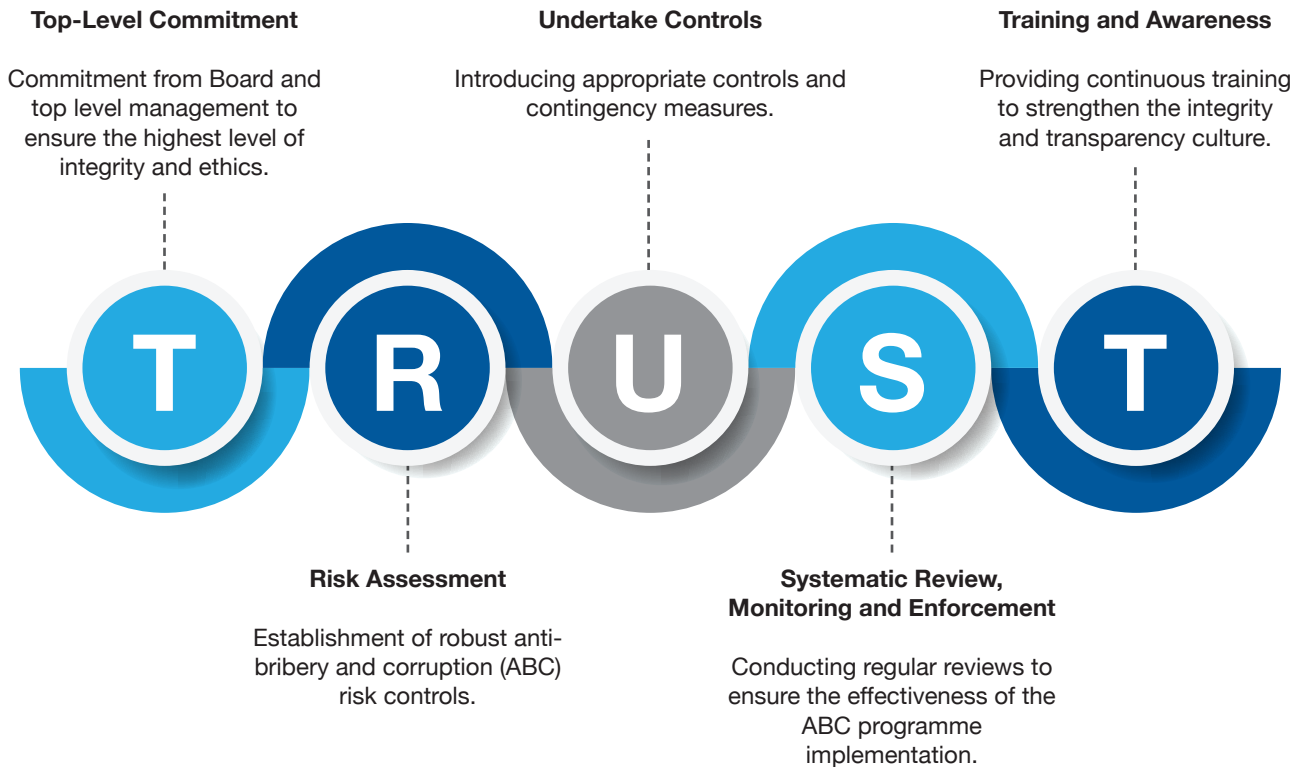 Top-Level Commitment
Commitment from Board and
top level management to
ensure the highest level of
integrity and ethics.
Undertake Controls
Introducing appropriate controls and
contingency measures.
Training and Awareness
Providing continuous training
to strengthen the integrity
and transparency culture.
T
R
U
S
T
Risk Assessment
Establishment of robust anti-
bribery and corruption (ABC)
risk controls.
Systematic Review,
Monitoring and Enforcement
Conducting regular reviews to
ensure the effectiveness of the
ABC programme
implementation.